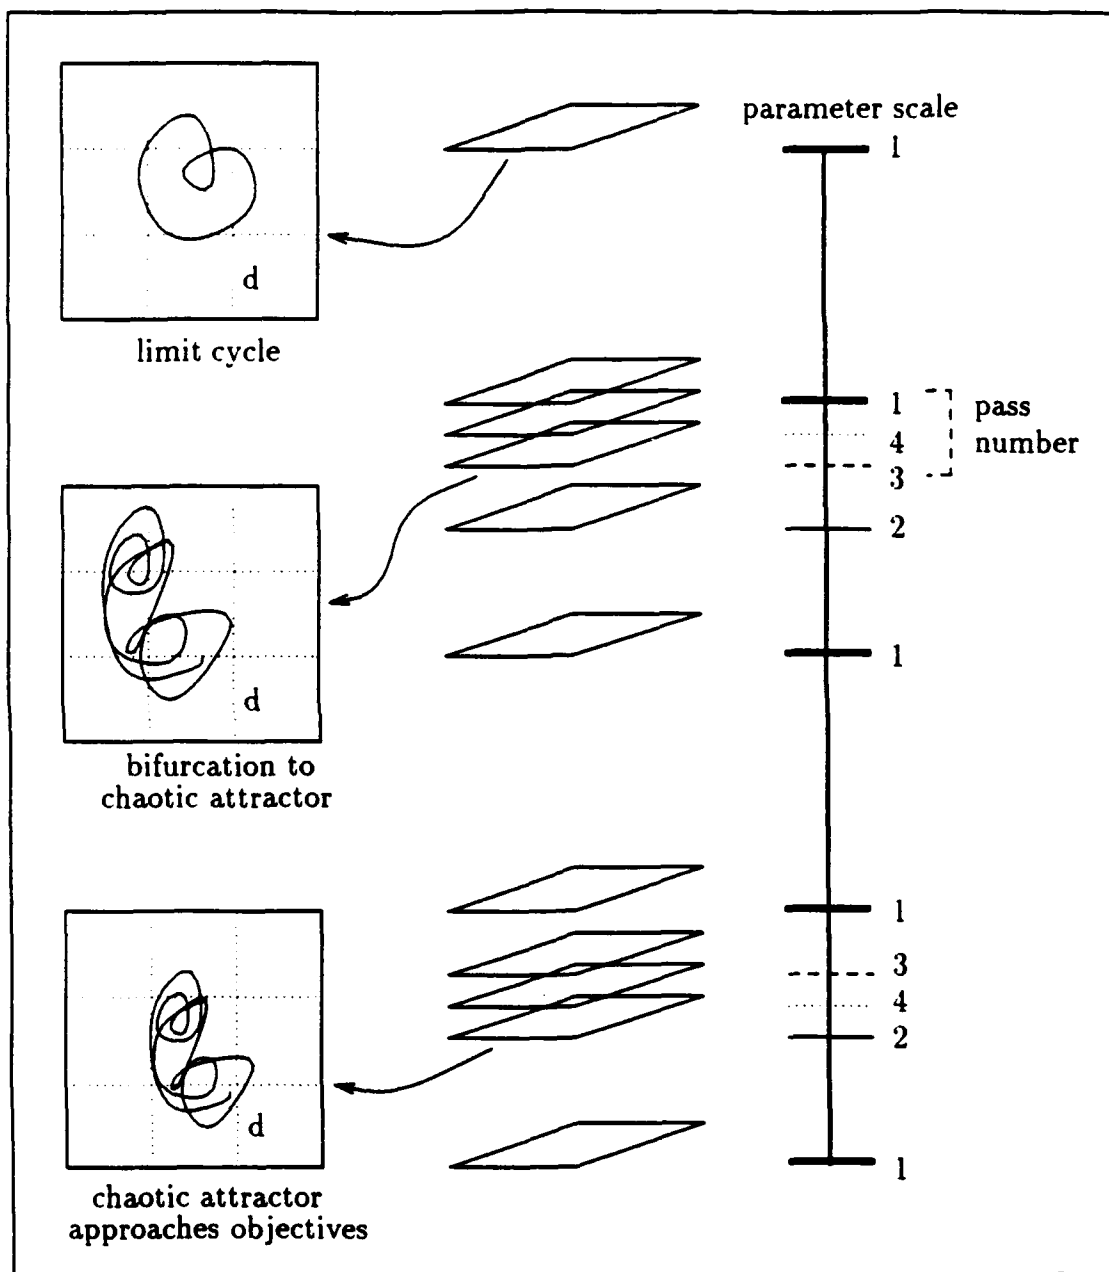 parameter scale
1
d
limit cycle
1
pass
4
number
3
2
1
d
bifurcation to
chaotic attractor
1
3
4
2
d
1
chaotic attractor
approaches objectives